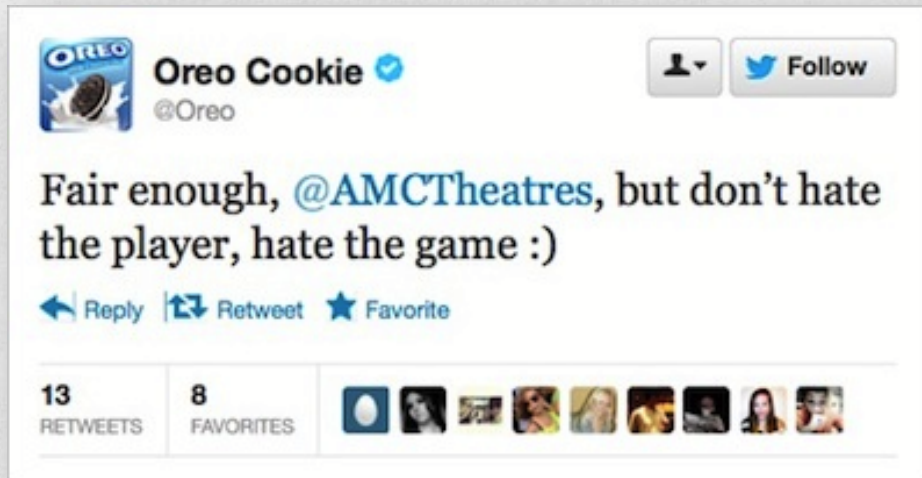 OREO
Oreo Cookie
@Oreo
Follow
Fair enough, @AMCTheatres, but don’t hate
the player, hate the game :)
Reply Retweet Favorite
13 8
RETWEETS FAVORITES